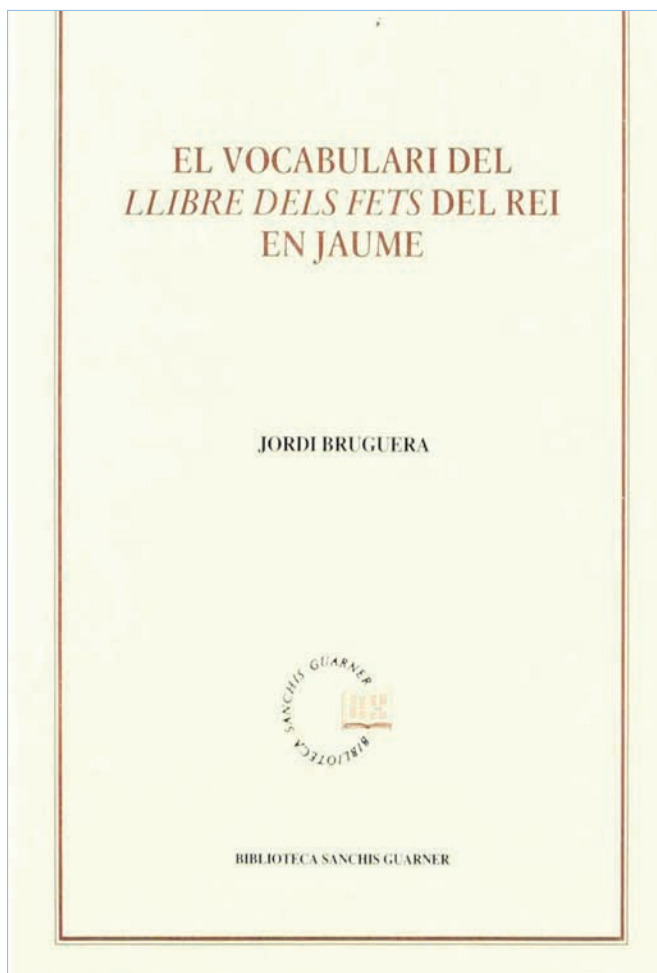 EL VOCABULARI DEL
LLIBRE DELS FETS DEL REI
EN JAUME
JORDI BRUGUERA
BIBLIOTECA SANCHIS GUARNER
BIBLIOTECA SANCHIS GUARNER